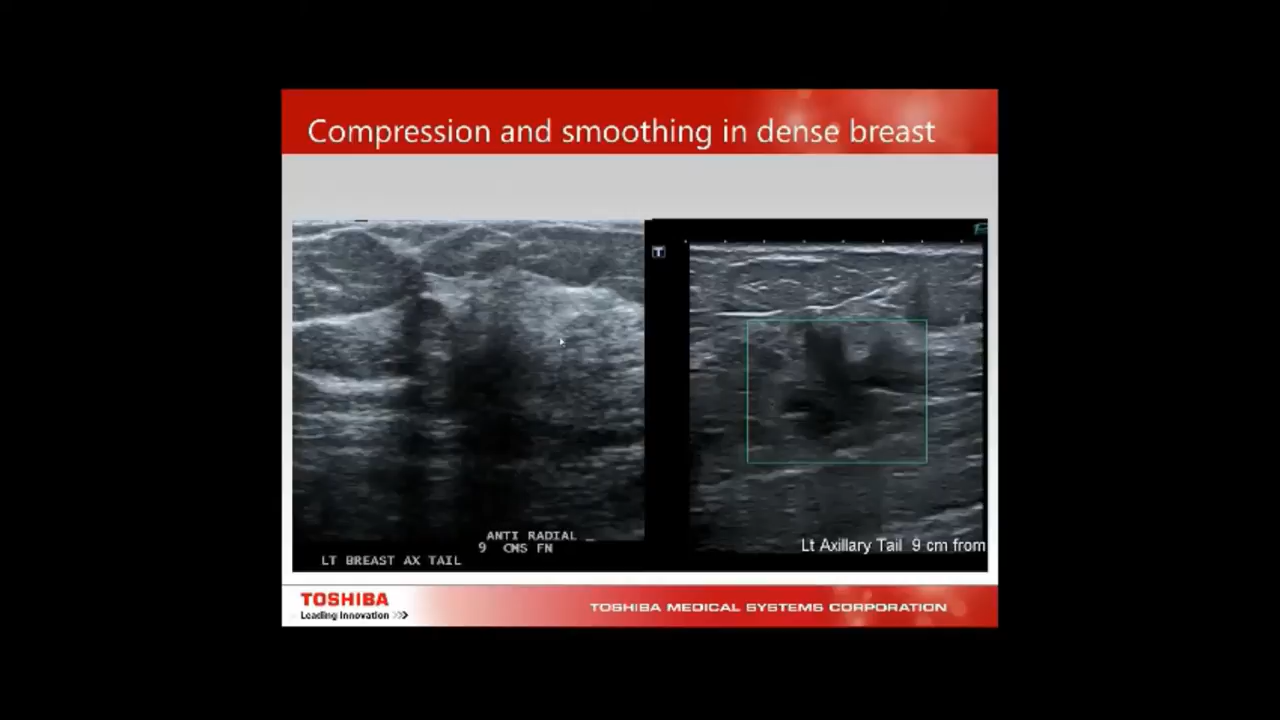 Compression and smoothing in dense breast
T
ANTI RADIAL _
9 CMS FN
LT BREAST AX TAIL
Lt Axillary Tail 9 cm from
TOSHIBA
Leading Innovation >>>
TOSHIBA MEDICAL SYSTEMS CORPORATION